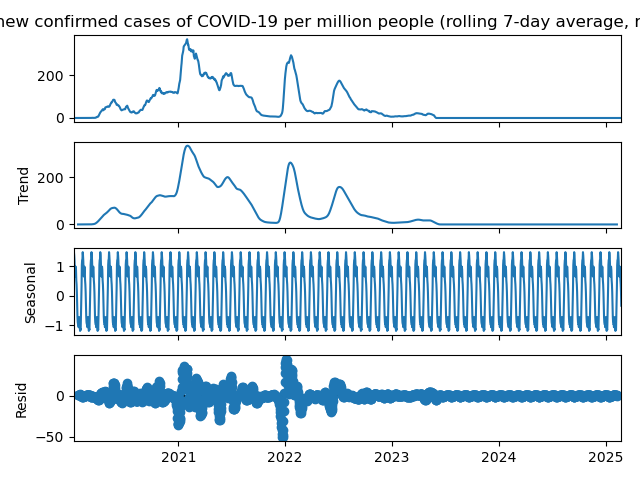 new confirmed cases of COVID-19 per million people (rolling 7-day average,
200
0
Trend
200
0
Seasonal
1
0
−1
Resid
0
−50
2021 2022 2023 2024 2025